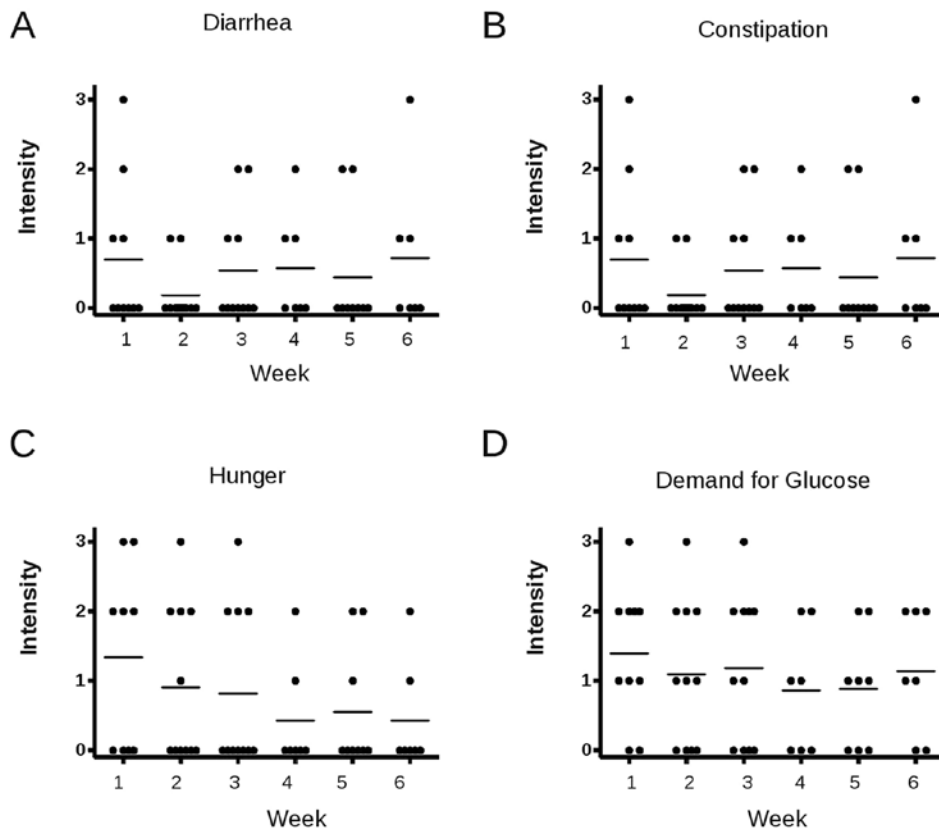 A
Diarrhea
Intensity
3
2
1
0
1 2 3 4 5 6
Week
B
Constipation
Intensity
3
2
1
0
1 2 3 4 5 6
Week
C
Hunger
Intensity
3
2
1
0
1 2 3 4 5 6
Week
D
Demand for Glucose
Intensity
3
2
1
0
1 2 3 4 5 6
Week